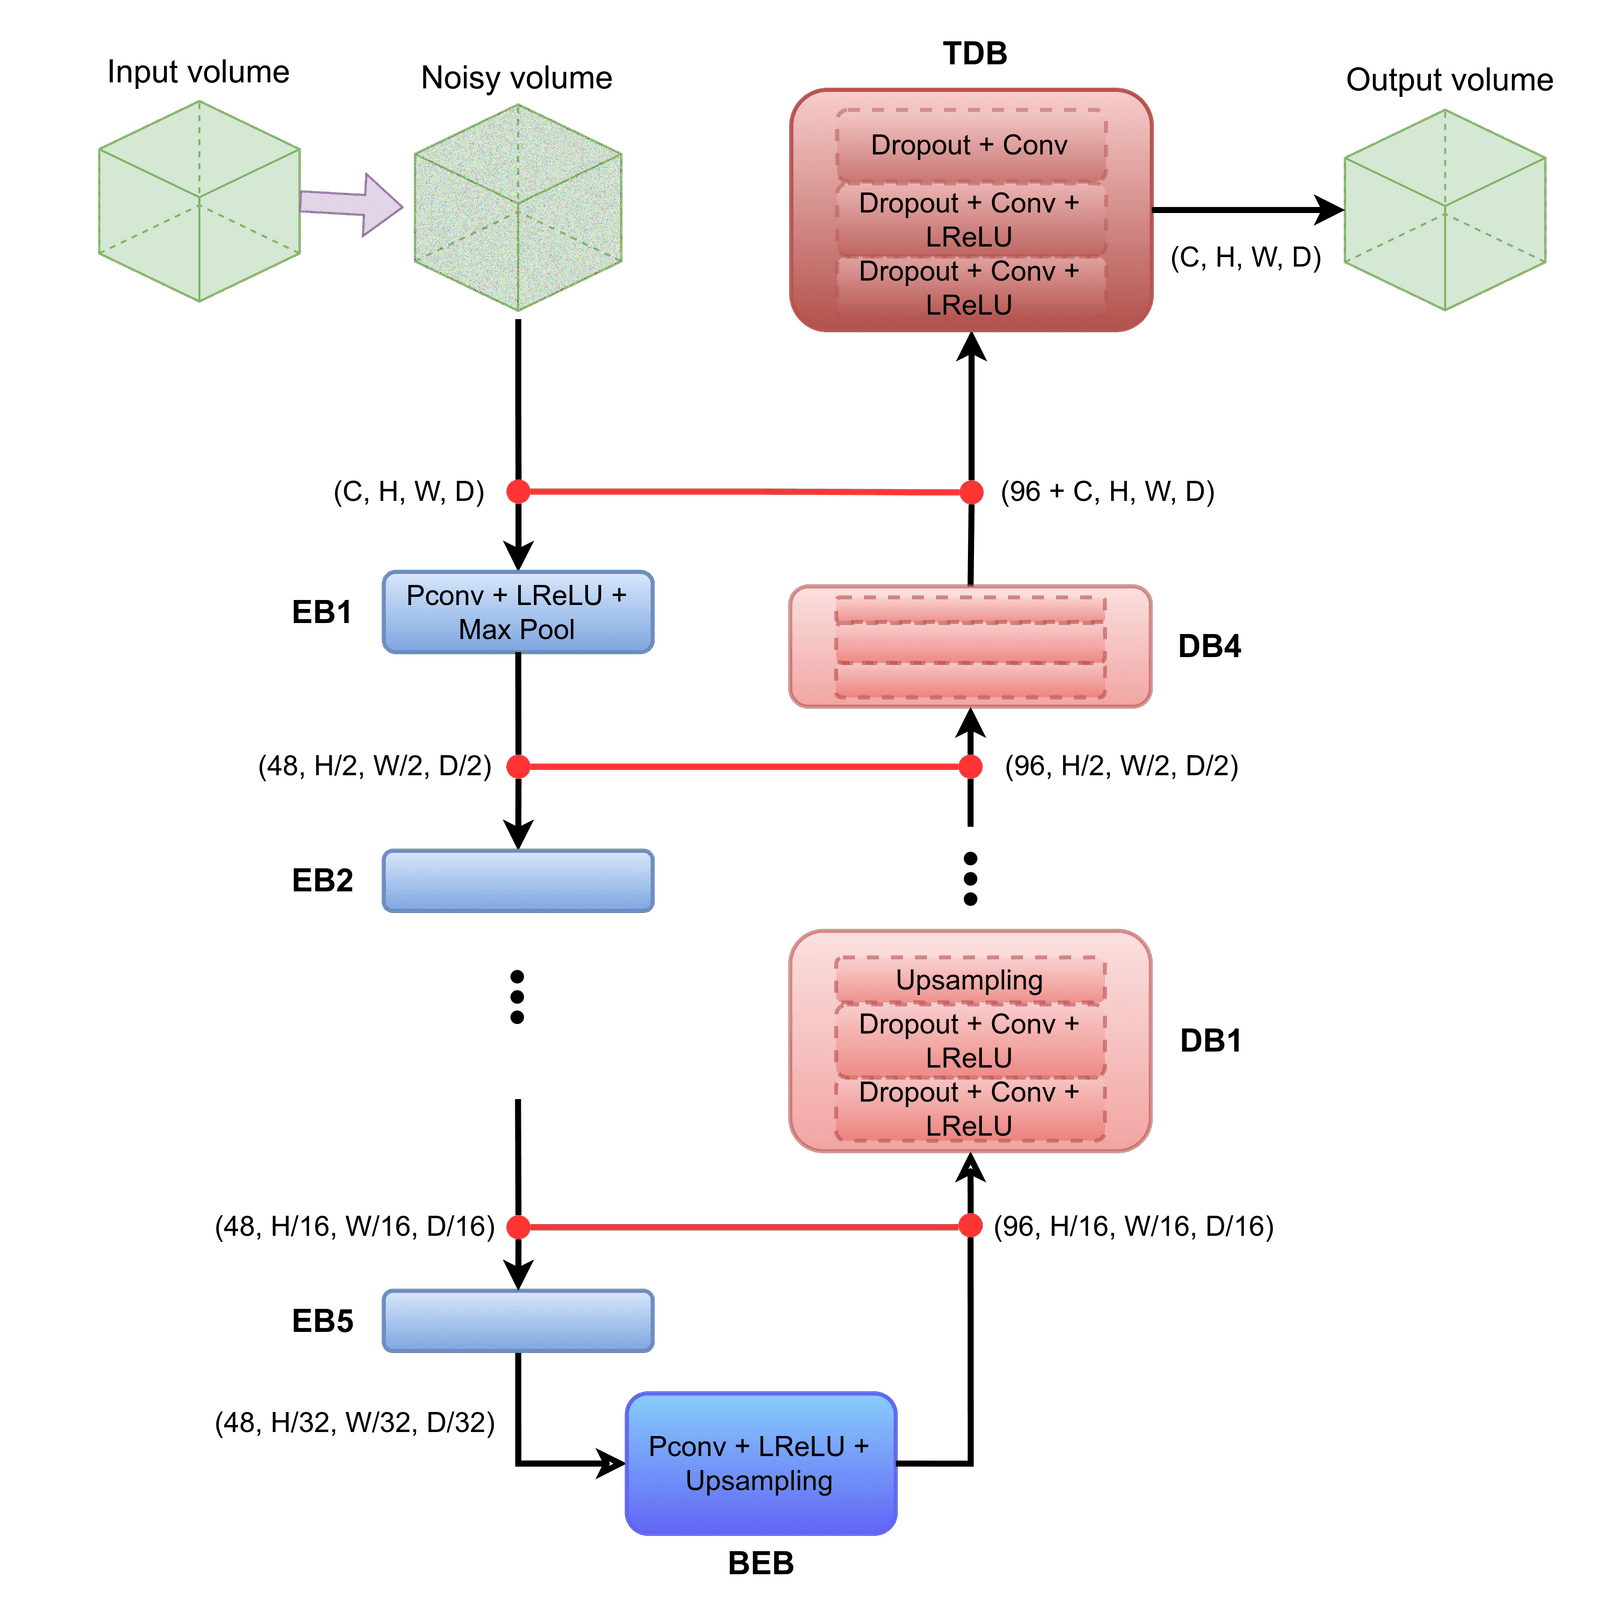 Input volume
Noisy volume
TDB
Output volume
Dropout + Conv
Dropout + Conv +
LReLU
Dropout + Conv +
LReLU
(C, H, W, D)
(C, H, W, D)
(96 + C, H, W, D)
EB1
Pconv + LReLU +
Max Pool
DB4
(48, H/2, W/2, D/2)
(96, H/2, W/2, D/2)
EB2
Upsampling
Dropout + Conv +
LReLU
Dropout + Conv +
LReLU
DB1
(48, H/16, W/16, D/16)
(96, H/16, W/16, D/16)
EB5
(48, H/32, W/32, D/32)
Pconv + LReLU +
Upsampling
BEB